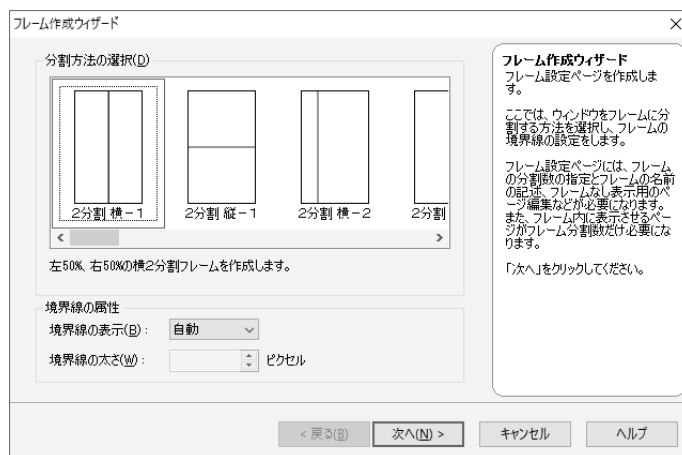 フレーム作成ウィザード
分割方法の選択(D)
2分割 横－1
2分割 縦－1
2分割 横－2
2分割
左50%、右50%の横2分割フレームを作成します。
境界線の属性
境界線の表示(B)：
自動
境界線の太さ(W)：
ピクセル
フレーム作成ウィザード
フレーム設定ページを作成しま
す。
ここでは、ウィンドウをフレームに分
割する方法を選択し、フレームの
境界線の設定をします。
フレーム設定ページには、フレーム
の分割数の指定とフレームの名前
の記述、フレームなし表示用のペ
ージ編集などが必要になります。
また、フレーム内に表示させるペー
ジがフレーム分割数だけ必要にな
ります。
「次へ」をクリックしてください。
< 戻る(B)
次へ(N) >
キャンセル
ヘルプ